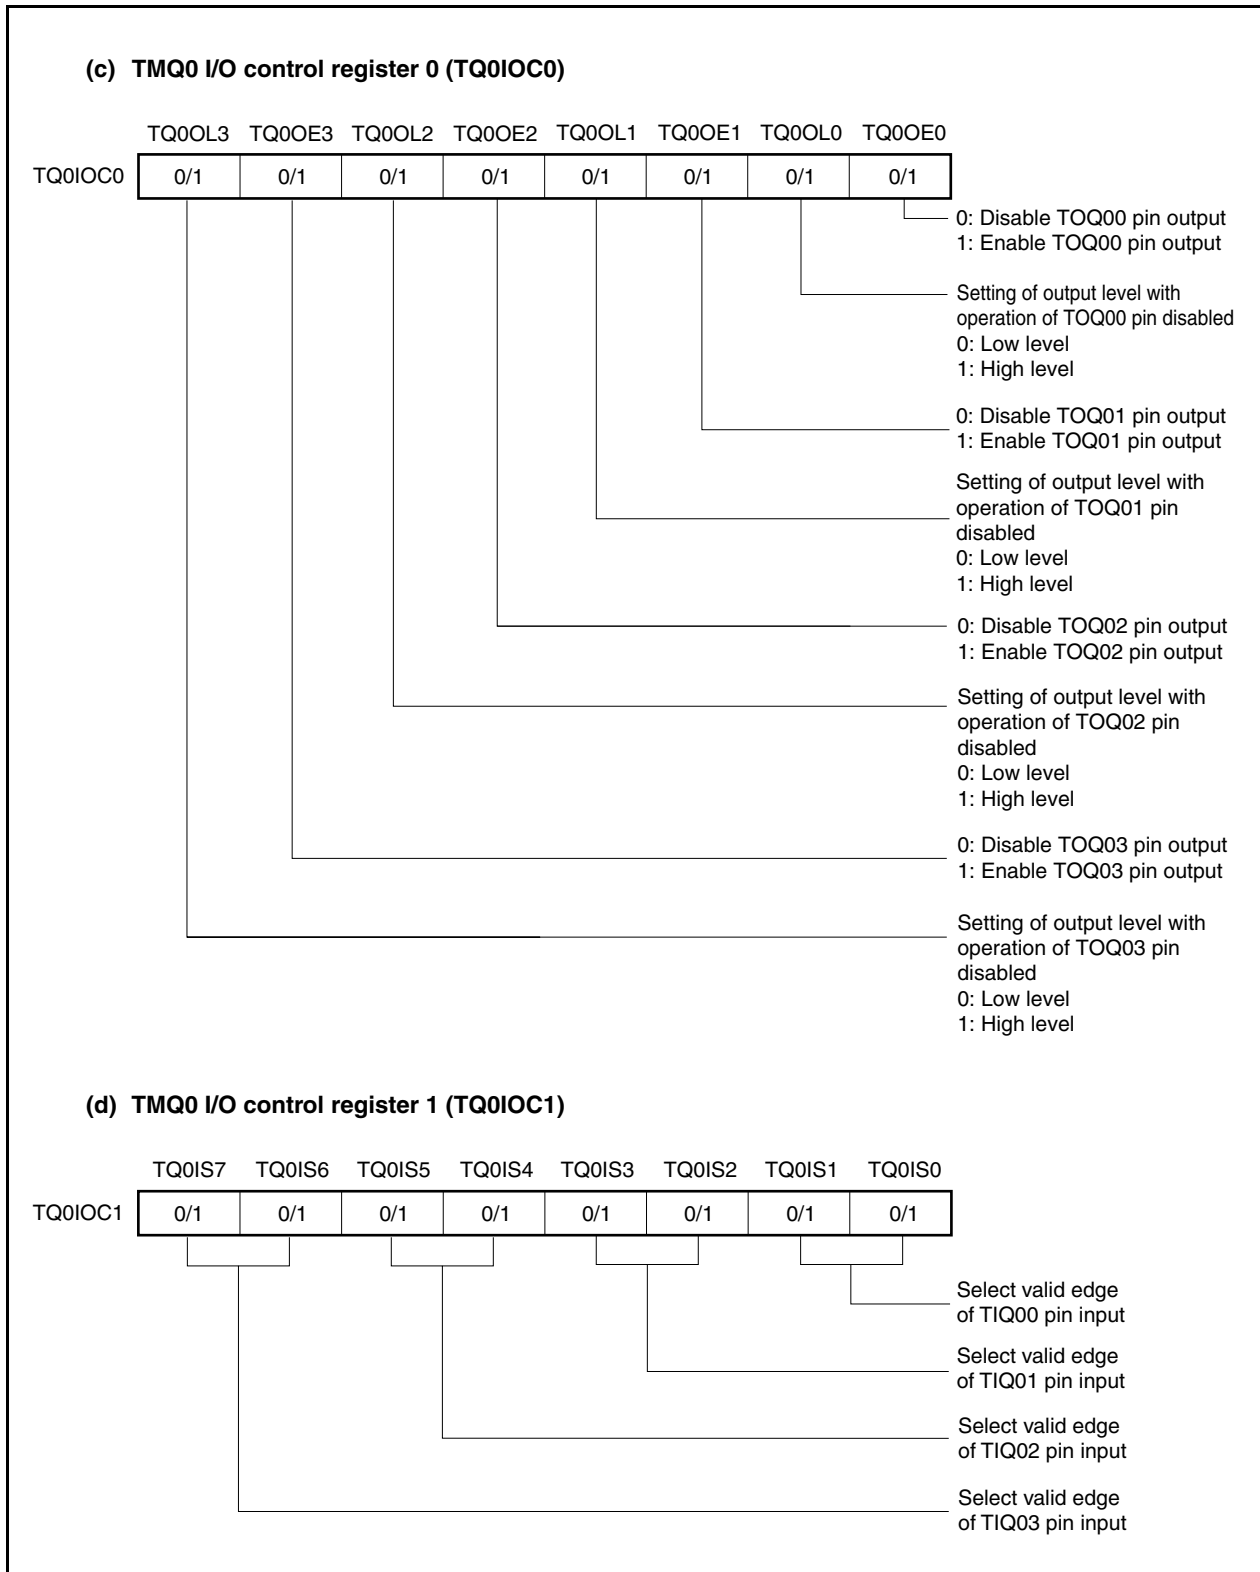 (c) TMQ0 I/O control register 0 (TQ0IOC0)
TQ0OL3 TQ0OE3 TQ0OL2 TQ0OE2 TQ0OL1 TQ0OE1 TQ0OL0 TQ0OE0
TQ0IOC0 0/1 0/1 0/1 0/1 0/1 0/1 0/1 0/1
0: Disable TOQ00 pin output
1: Enable TOQ00 pin output
Setting of output level with
operation of TOQ00 pin disabled
0: Low level
1: High level
0: Disable TOQ01 pin output
1: Enable TOQ01 pin output
Setting of output level with
operation of TOQ01 pin
disabled
0: Low level
1: High level
0: Disable TOQ02 pin output
1: Enable TOQ02 pin output
Setting of output level with
operation of TOQ02 pin
disabled
0: Low level
1: High level
0: Disable TOQ03 pin output
1: Enable TOQ03 pin output
Setting of output level with
operation of TOQ03 pin
disabled
0: Low level
1: High level
(d) TMQ0 I/O control register 1 (TQ0IOC1)
TQ0IS7 TQ0IS6 TQ0IS5 TQ0IS4 TQ0IS3 TQ0IS2 TQ0IS1 TQ0IS0
TQ0IOC1 0/1 0/1 0/1 0/1 0/1 0/1 0/1 0/1
Select valid edge
of TIQ00 pin input
Select valid edge
of TIQ01 pin input
Select valid edge
of TIQ02 pin input
Select valid edge
of TIQ03 pin input